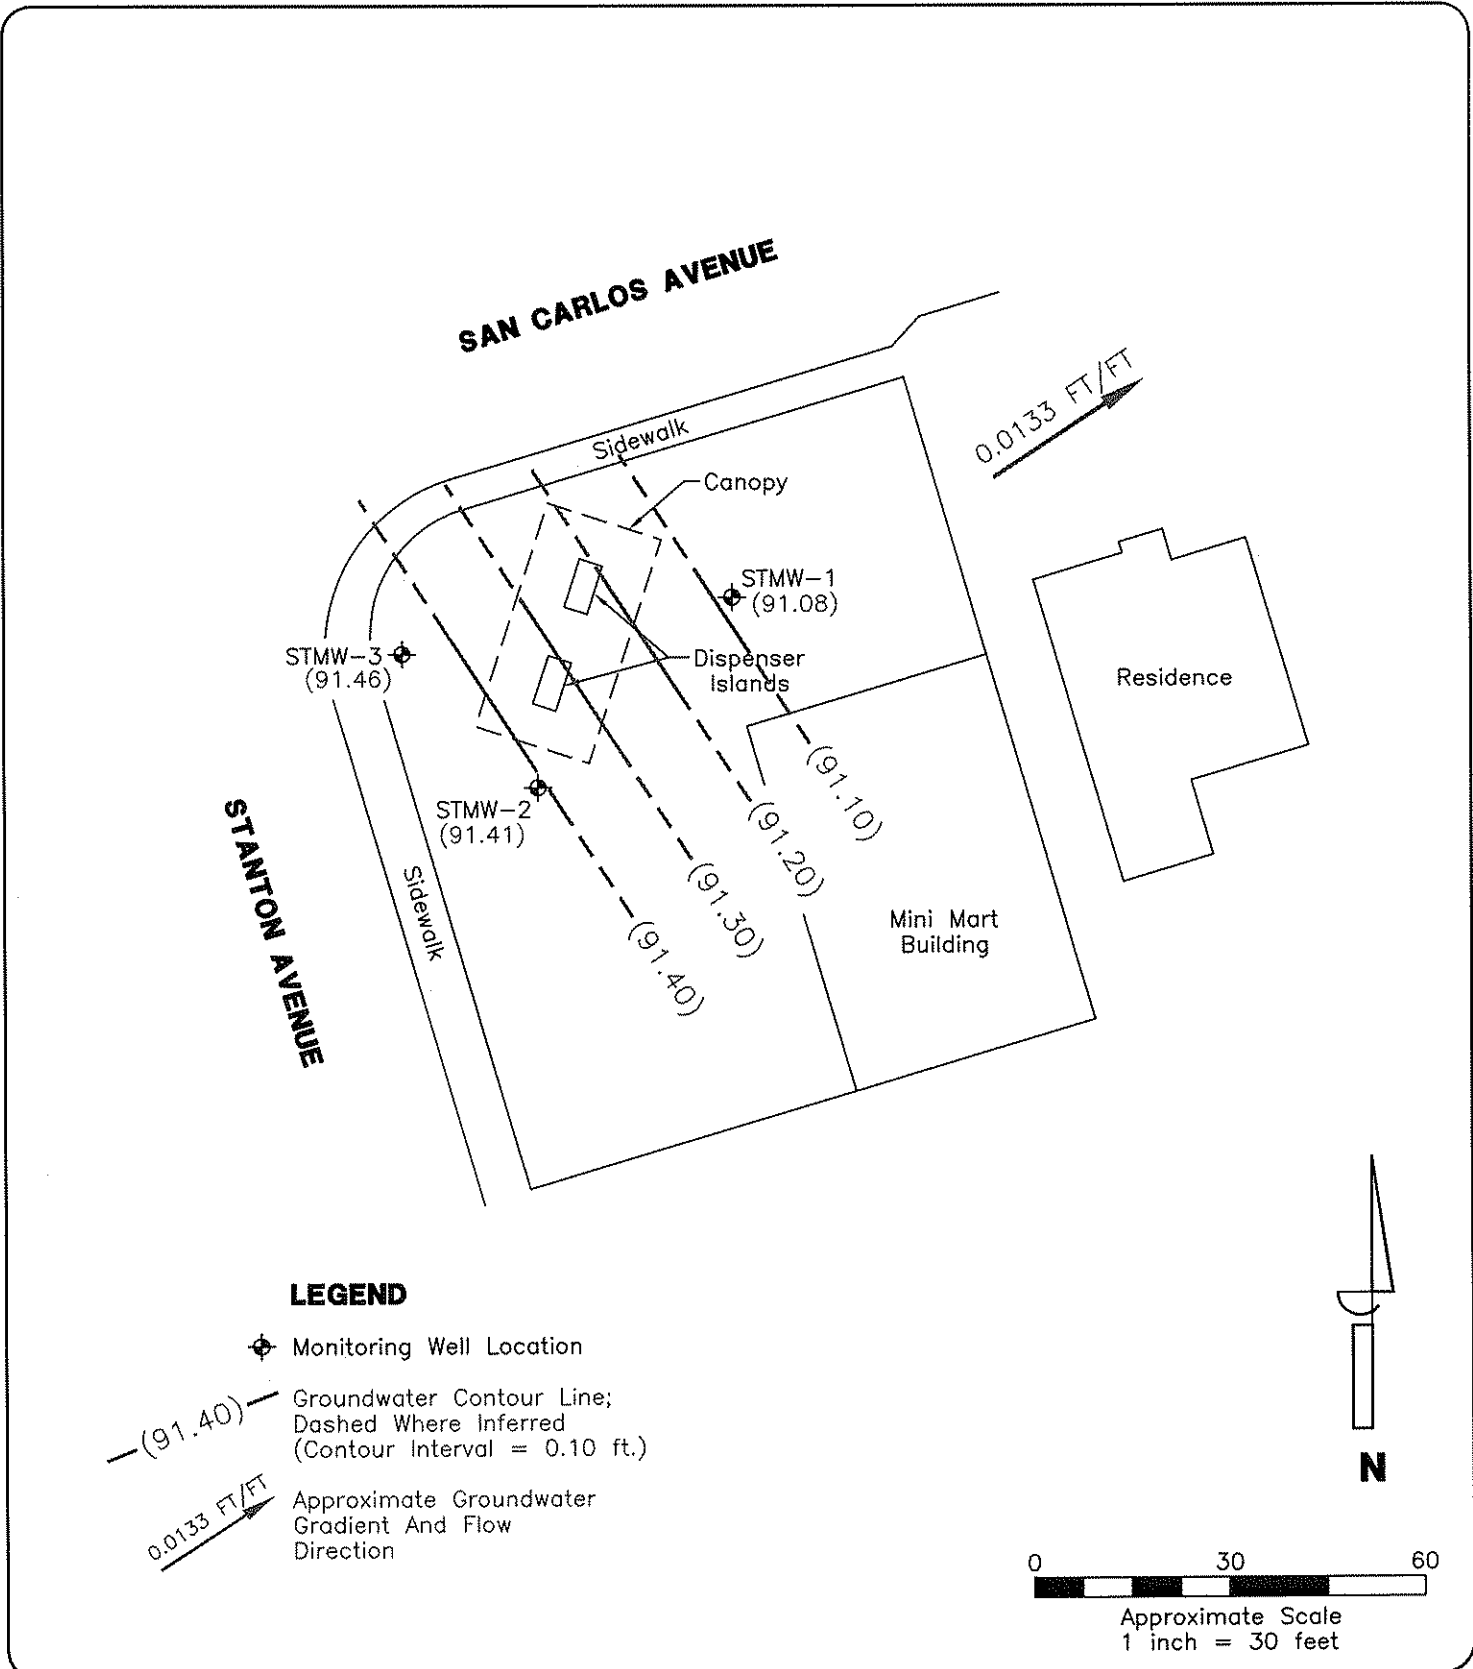 SAN CARLOS AVENUE
0.0133 FT/FT
Sidewalk
Canopy
STMW-1
(91.08)
STMW-3
(91.46)
Dispenser
Islands
Residence
(91.10)
STMW-2
(91.41)
(91.20)
(91.30)
(91.40)
STANTON AVENUE
Sidewalk
Mini Mart
Building
LEGEND
Monitoring Well Location
(91.40)
Groundwater Contour Line;
Dashed Where Inferred
(Contour Interval = 0.10 ft.)
0.0133 FT/FT
Approximate Groundwater
Gradient And Flow
Direction
N
0 30 60
Approximate Scale
1 inch = 30 feet